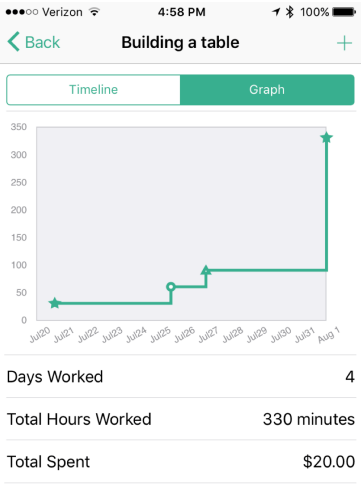 Verizon 4:58 PM 100%
Back Building a table +
Timeline Graph
350
300
250
200
150
100
50
0
Jul20 Jul21 Jul22 Jul23 Jul24 Jul25 Jul26 Jul27 Jul28 Jul29 Jul30 Jul31 Aug 1
Days Worked 4
Total Hours Worked 330 minutes
Total Spent $20.00